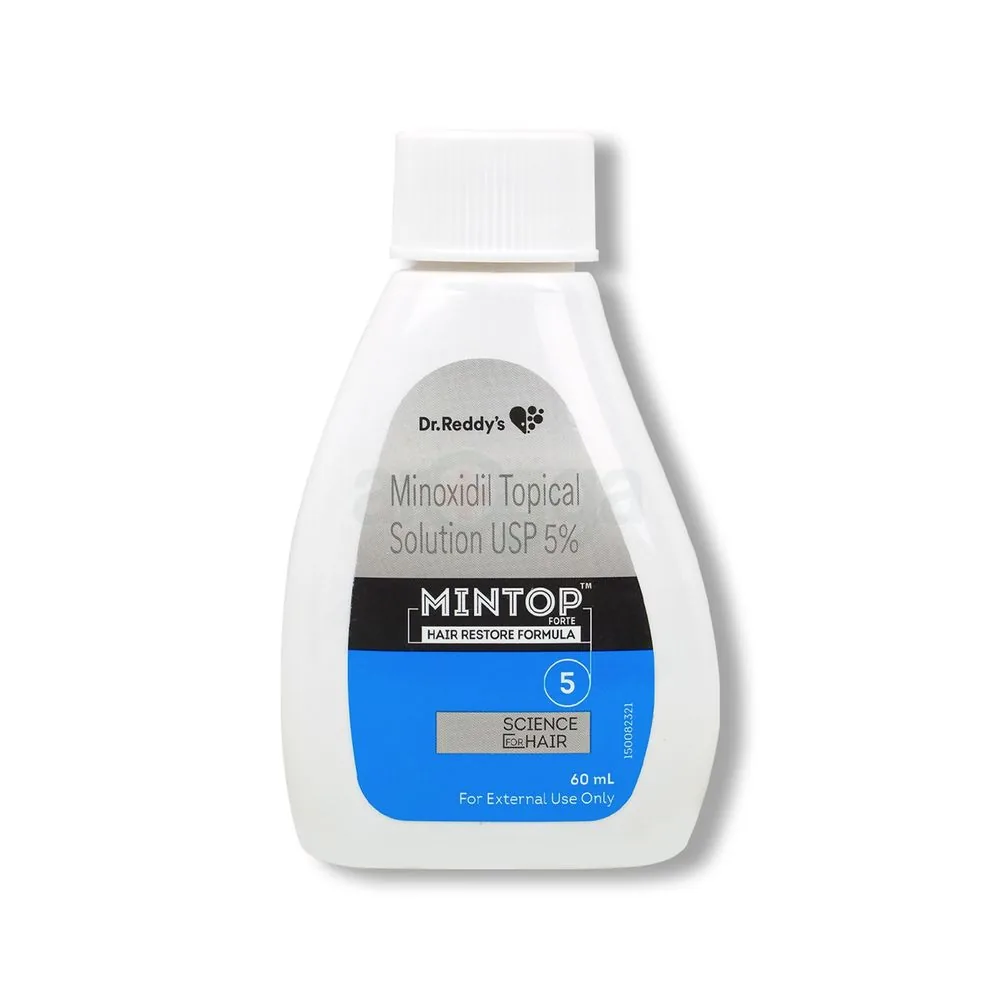 Dr.Reddy's
Minoxidil Topical
Solution USP 5%
MINTOP™
FORTE
HAIR RESTORE FORMULA
5
SCIENCE
FOR HAIR
150082321
60 mL
For External Use Only